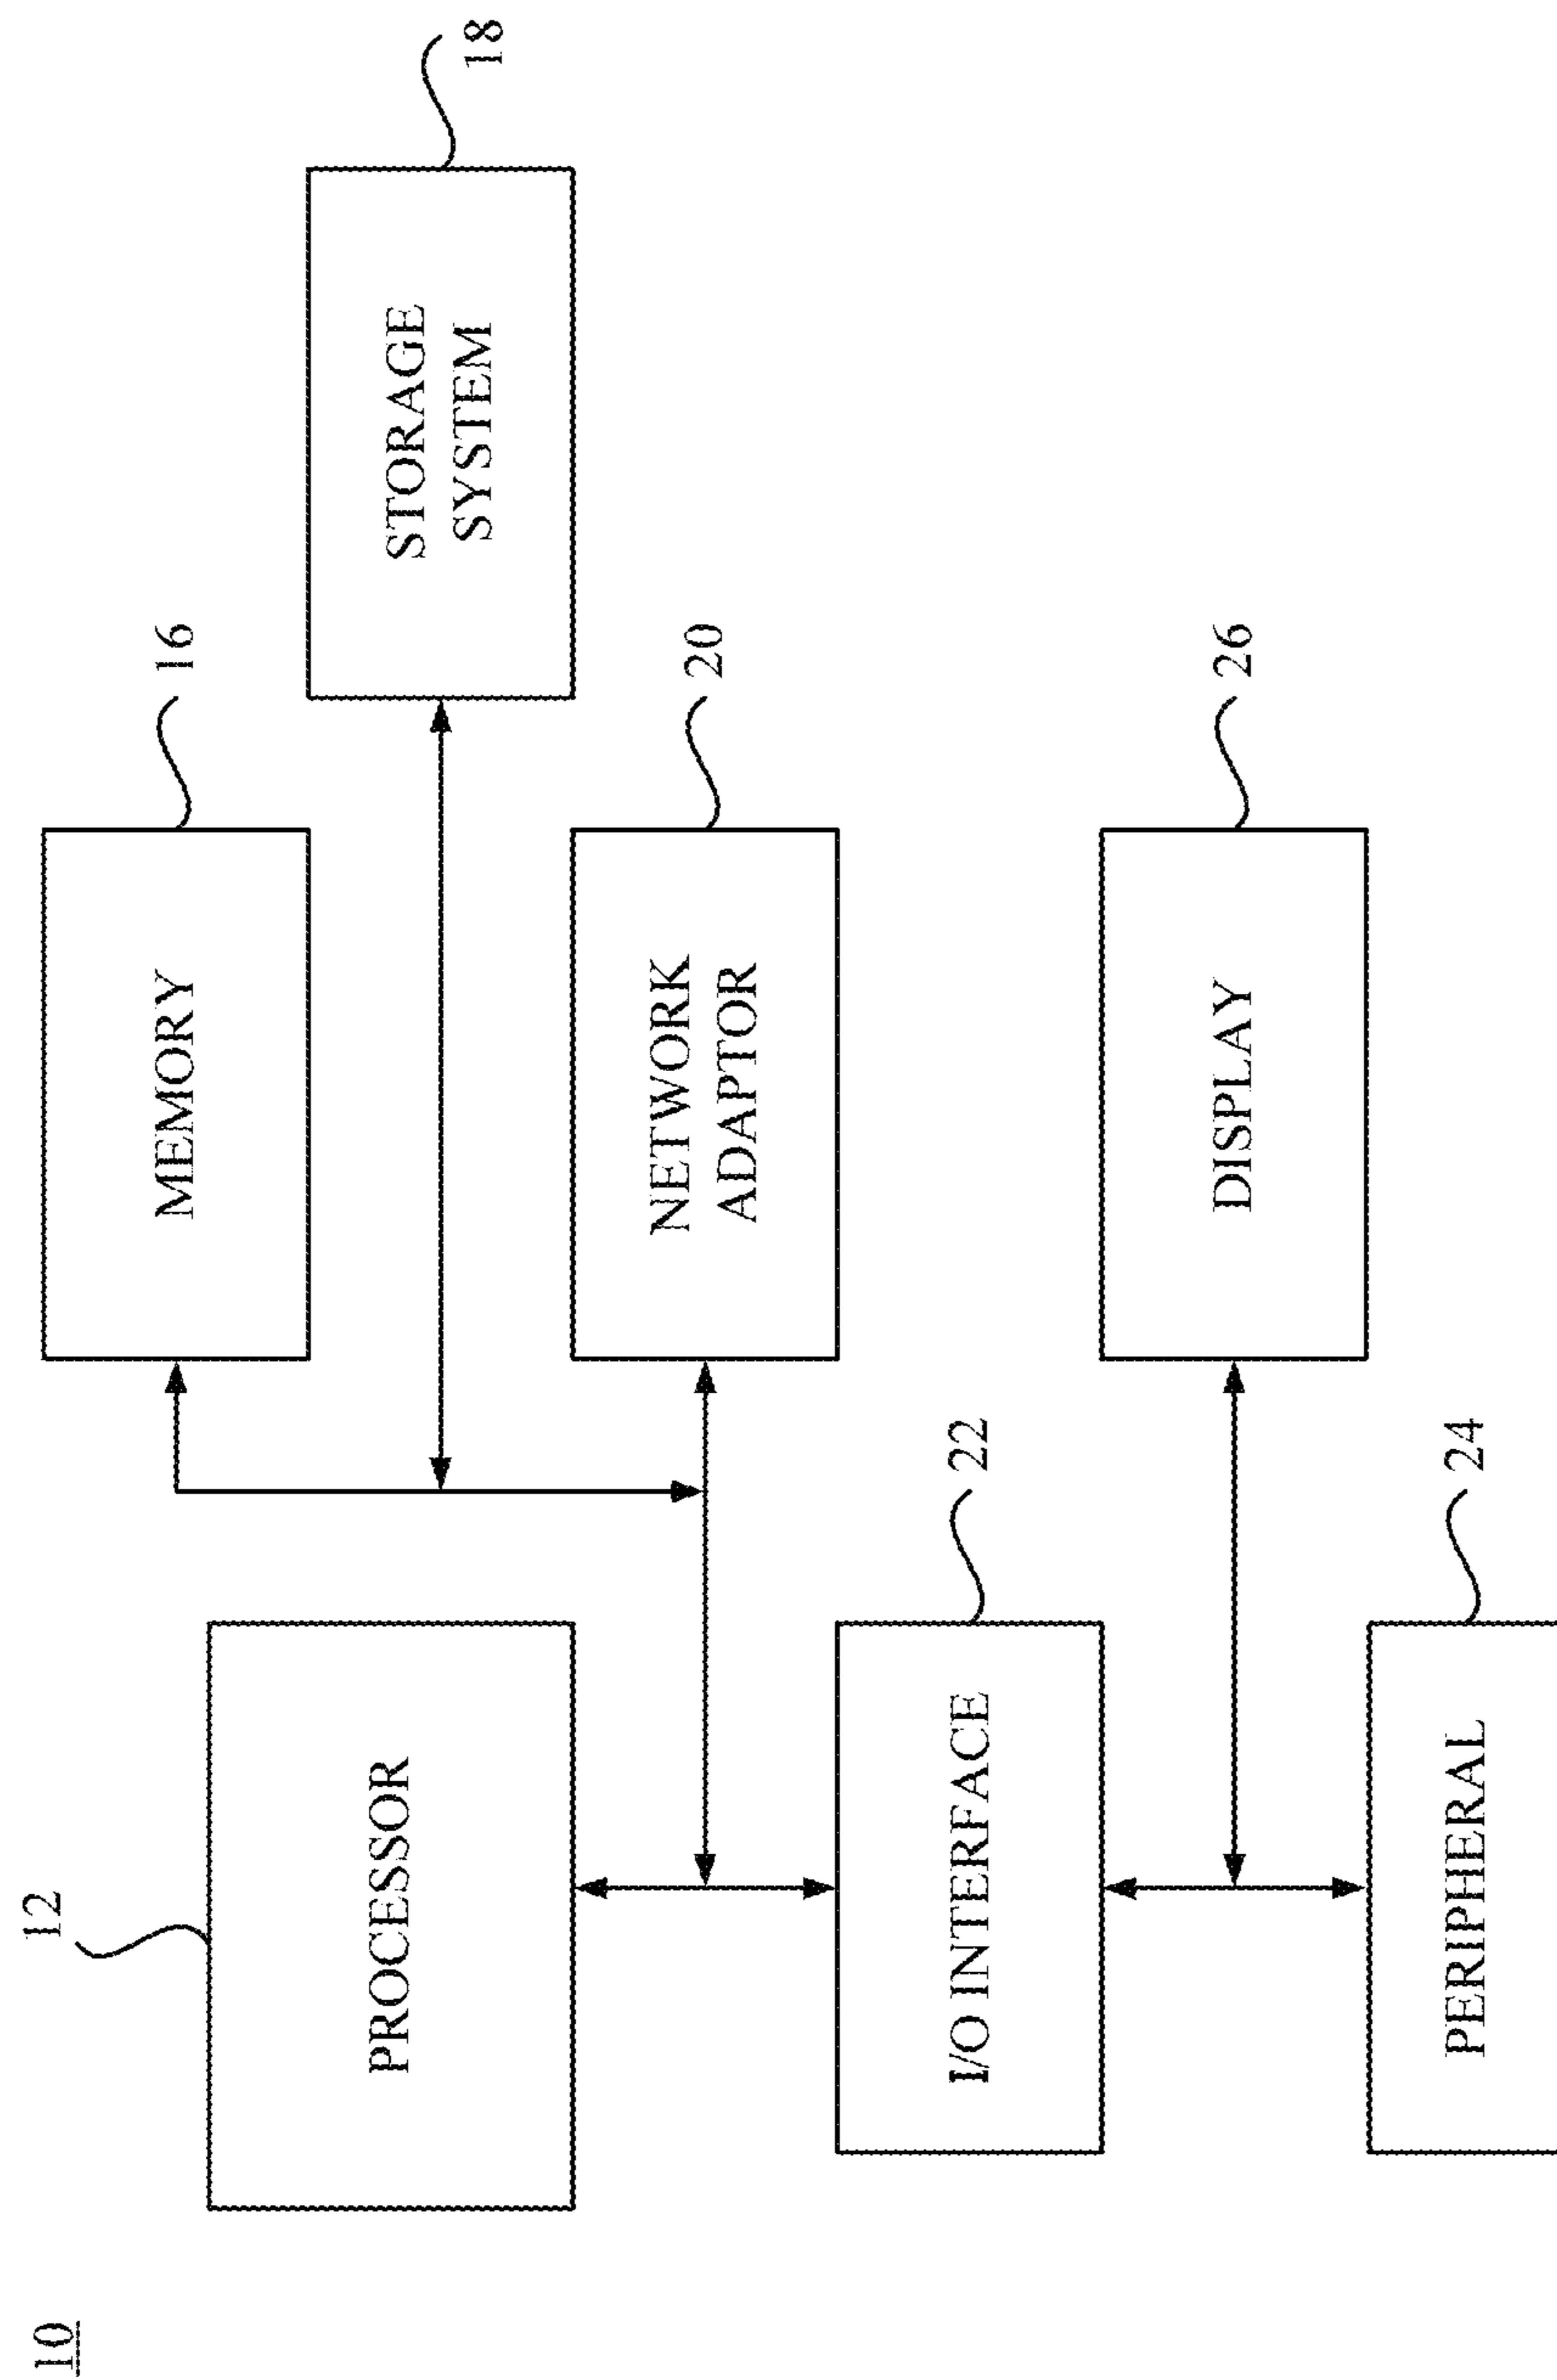 10
12
PROCESSOR
MEMORY
16
STORAGE
SYSTEM
18
NETWORK
ADAPTOR
20
I/O INTERFACE
22
DISPLAY
26
PERIPHERAL
24